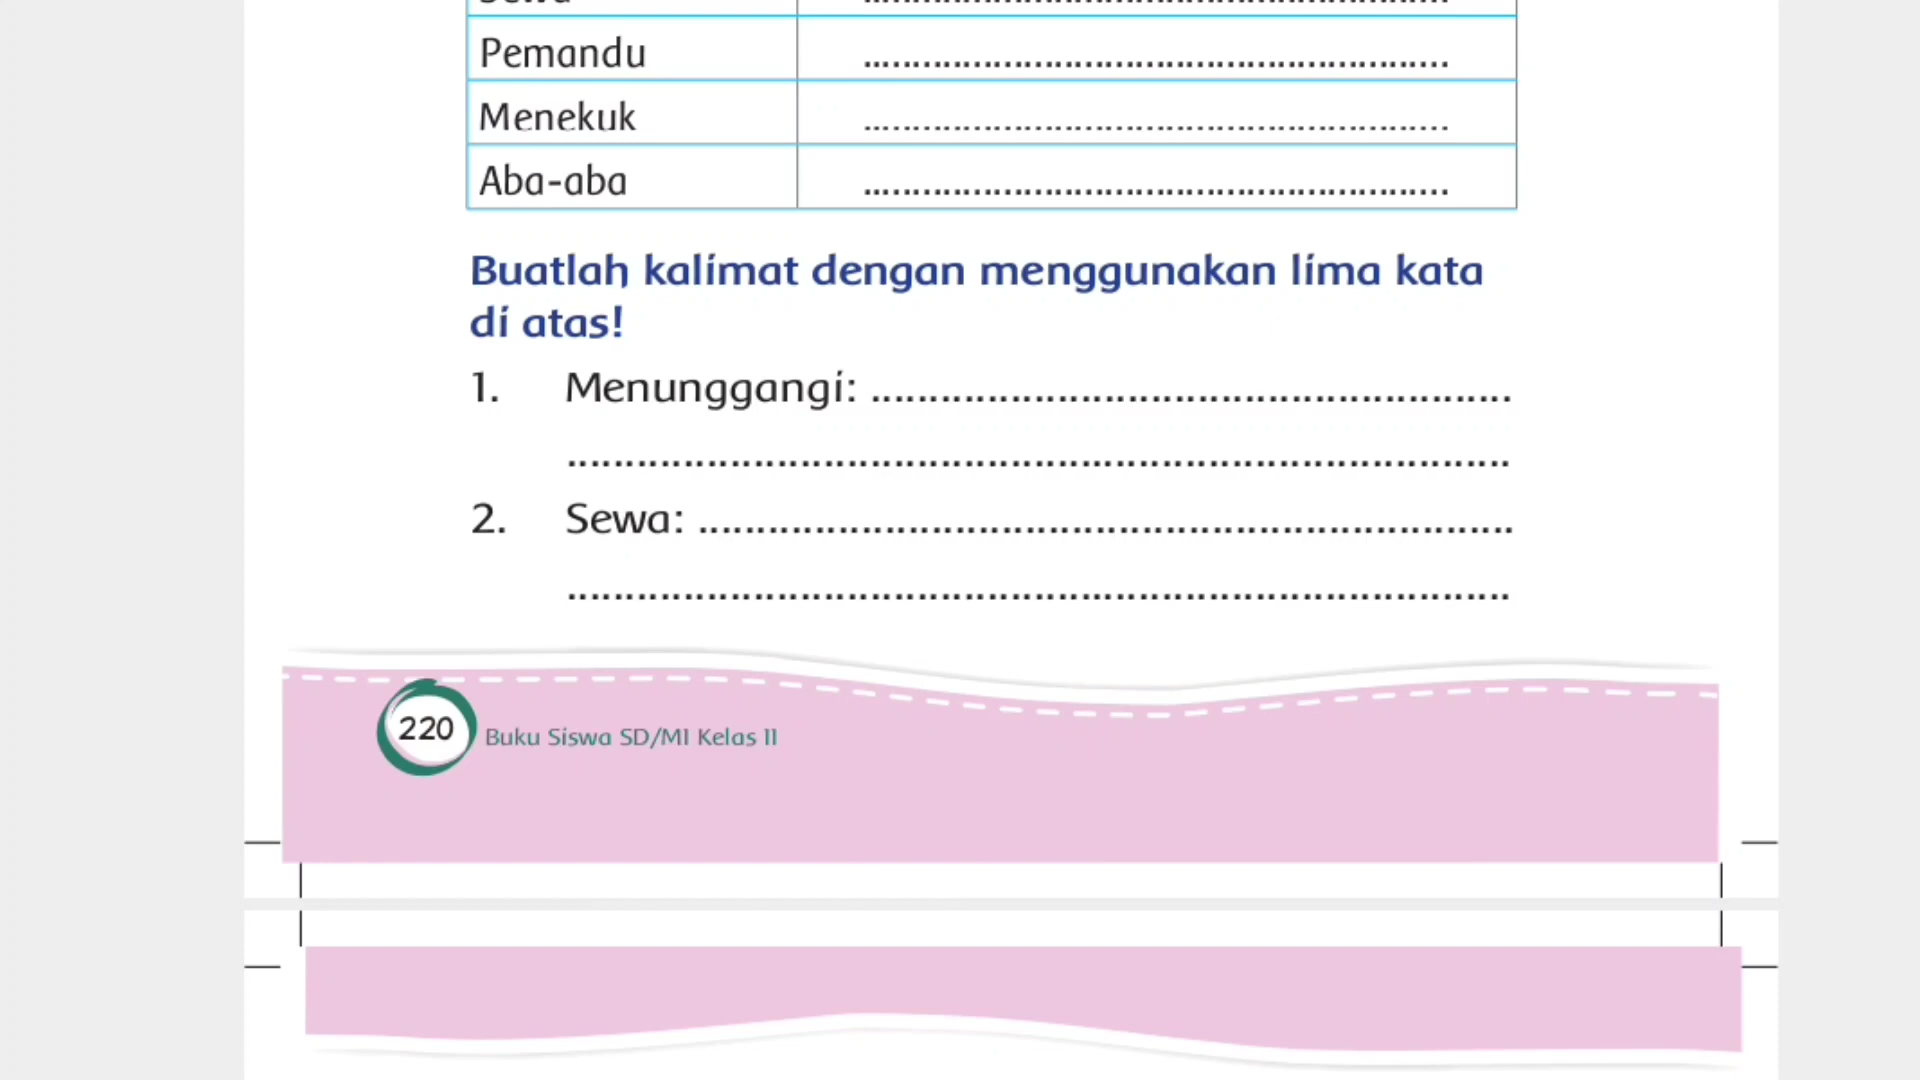 Sewa ........................................................
Pemandu ........................................................
Menekuk ........................................................
Aba-aba ........................................................
Buatlah kalimat dengan menggunakan lima kata
di atas!
1. Menunggangi: ........................................................
................................................................................
2. Sewa: ......................................................................
................................................................................
220 Buku Siswa SD/MI Kelas II